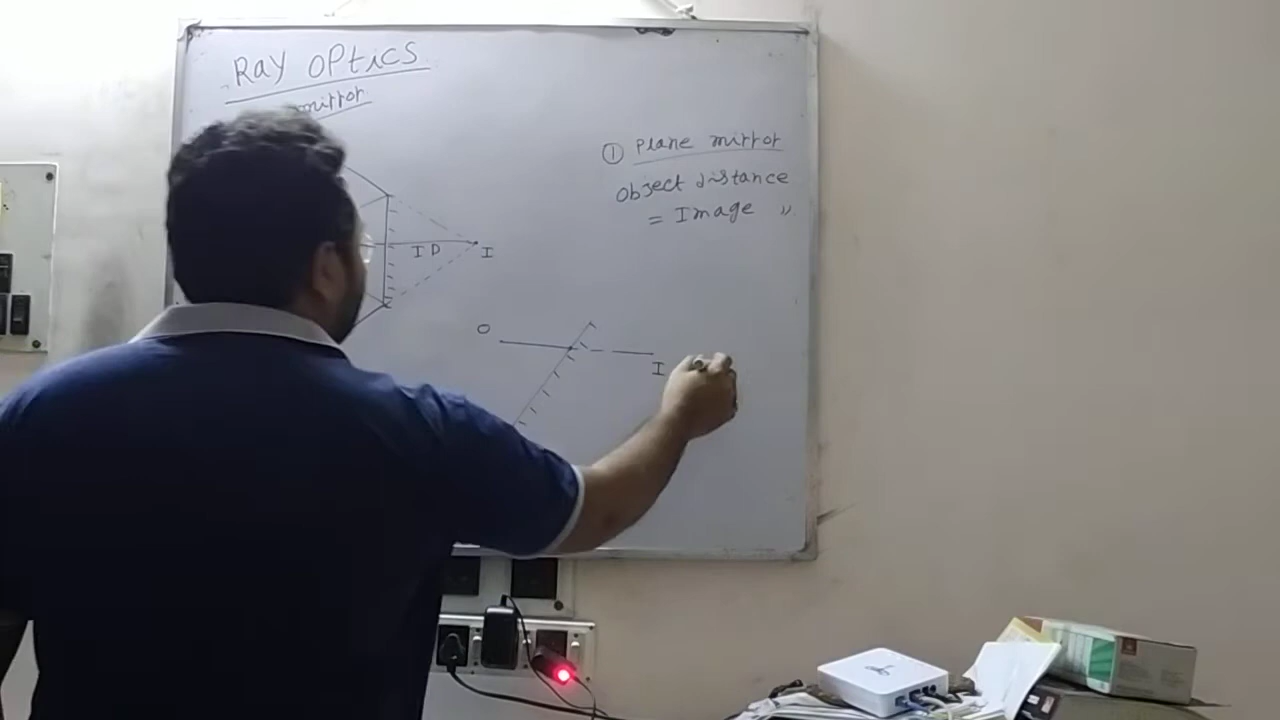 Ray Optics
mirror
① Plane mirror
Object distance
= Image "
I D
I
O
I